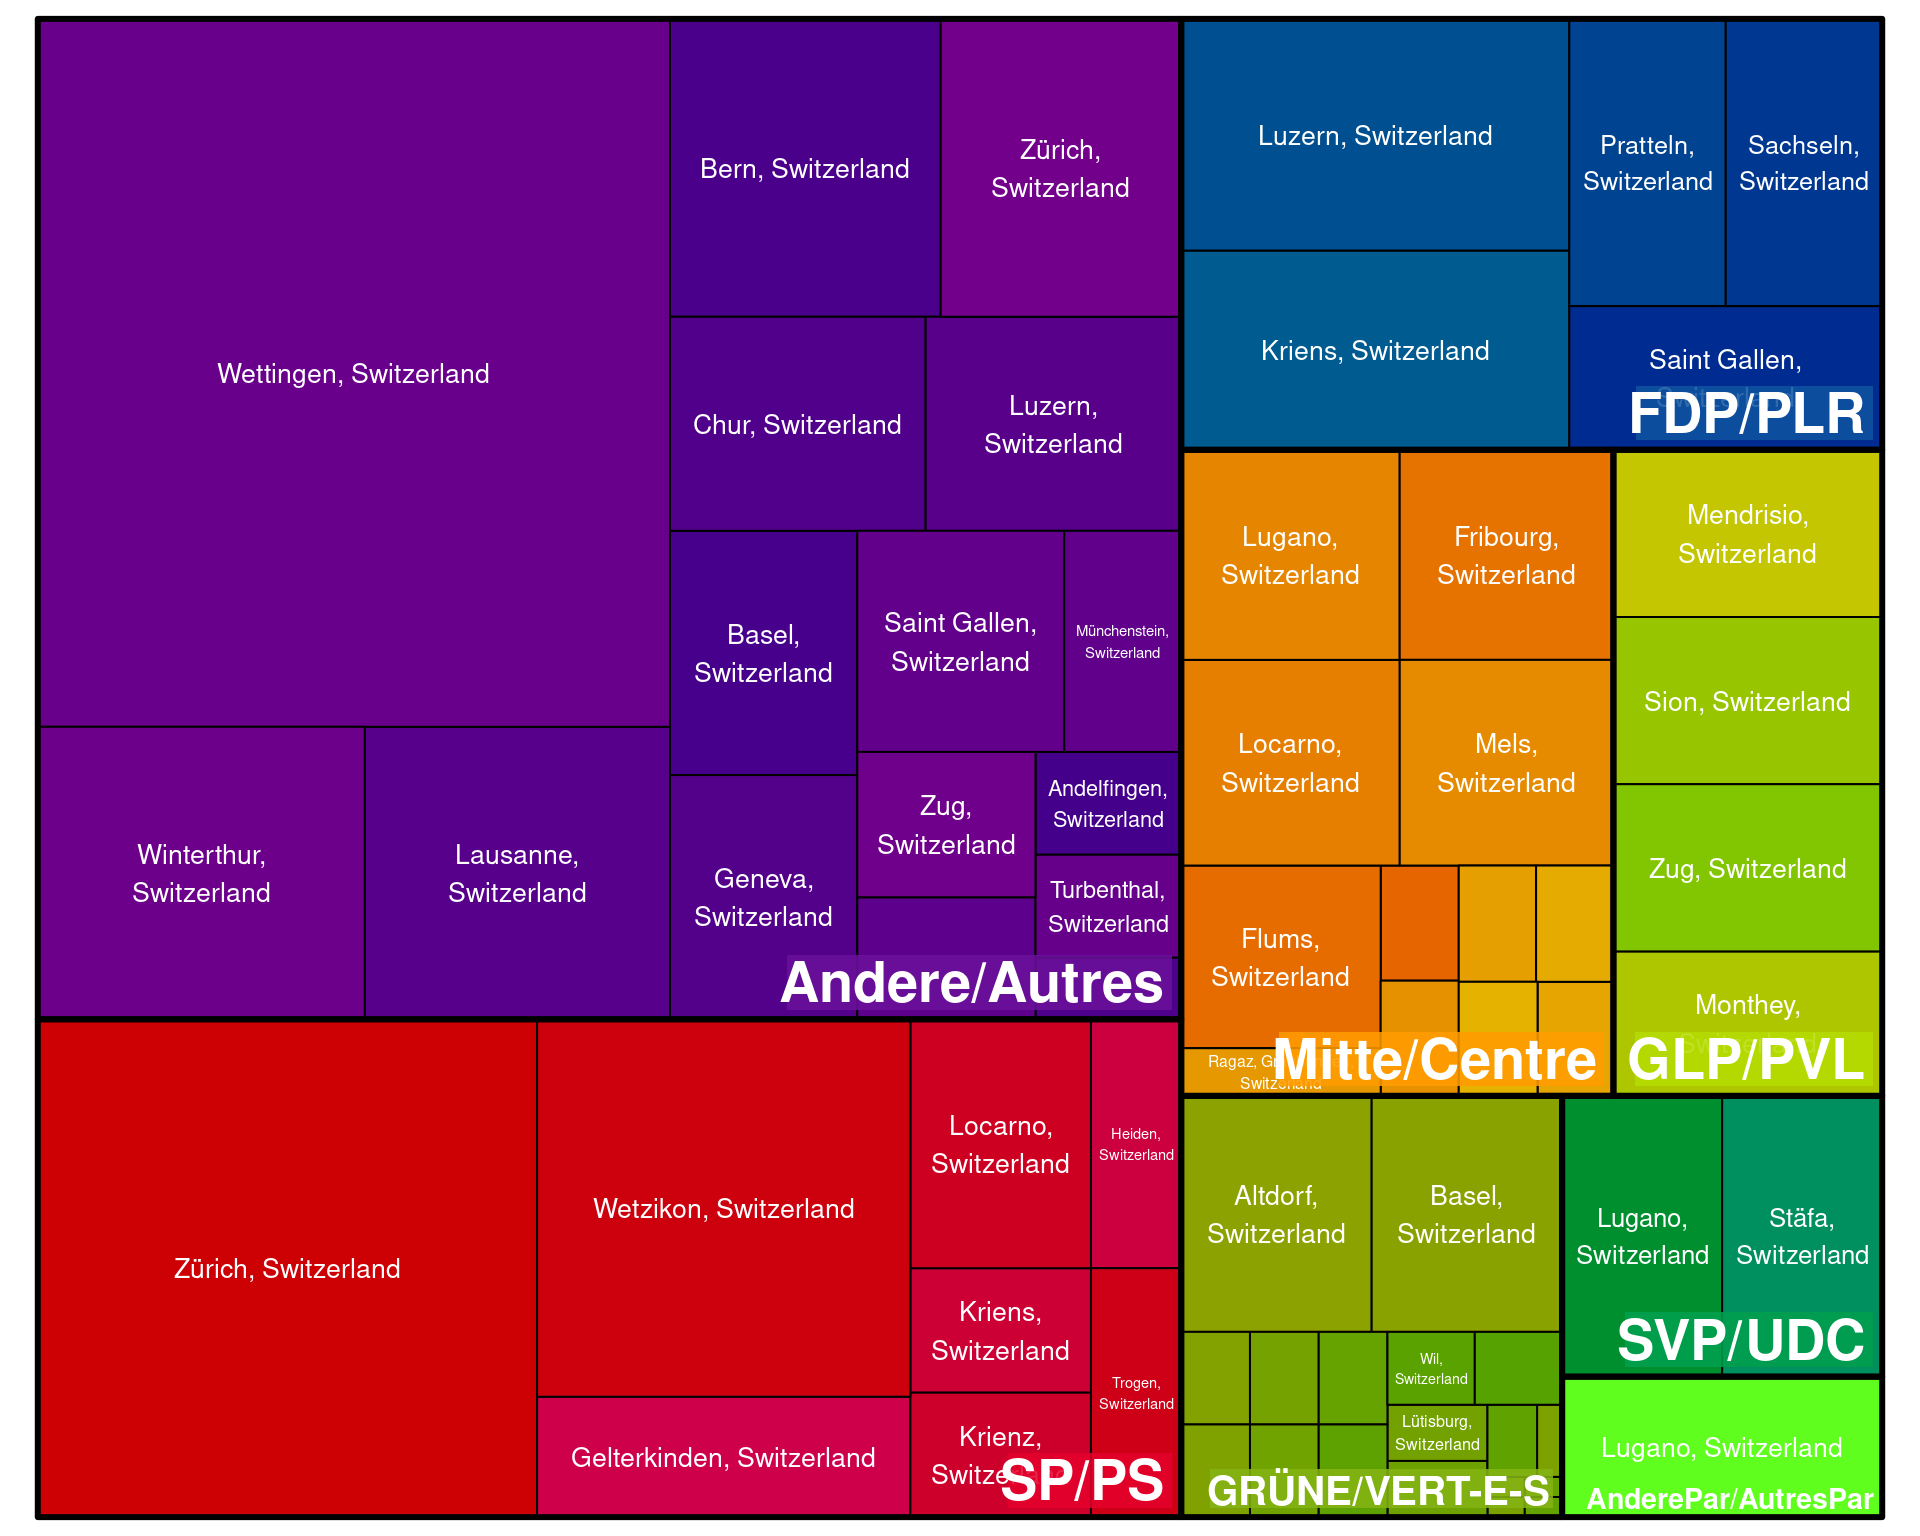 Wettingen, Switzerland
Winterthur,
Switzerland
Lausanne,
Switzerland
Bern, Switzerland
Zürich,
Switzerland
Chur, Switzerland
Luzern,
Switzerland
Basel,
Switzerland
Saint Gallen,
Switzerland
Münchenstein,
Switzerland
Geneva,
Switzerland
Zug,
Switzerland
Andelfingen,
Switzerland
Turbenthal,
Switzerland
Andere/Autres
Zürich, Switzerland
Wetzikon, Switzerland
Gelterkinden, Switzerland
Locarno,
Switzerland
Heiden,
Switzerland
Kriens,
Switzerland
Krienz,
Trogen,
Switzerland
SP/PS
Luzern, Switzerland
Kriens, Switzerland
Pratteln,
Switzerland
Sachseln,
Switzerland
Saint Gallen,
Switzerland
FDP/PLR
Lugano,
Switzerland
Fribourg,
Switzerland
Locarno,
Switzerland
Mels,
Switzerland
Flums,
Switzerland
Ragaz,
Switzerland
Mitte/Centre
Mendrisio,
Switzerland
Sion, Switzerland
Zug, Switzerland
Monthey,
GLP/PVL
Altdorf,
Switzerland
Basel,
Switzerland
Wil,
Switzerland
Lütisburg,
Switzerland
GRÜNE/VERT-E-S
Lugano,
Switzerland
Stäfa,
Switzerland
SVP/UDC
Lugano, Switzerland
AnderePar/AutresPar